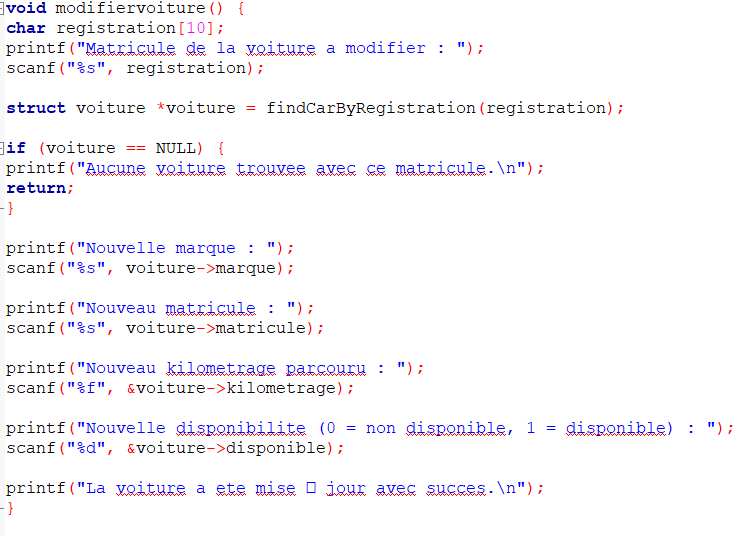 void modifiervoiture() {
char registration[10];
printf("Matricule de la voiture a modifier : ");
scanf("%s", registration);
struct voiture *voiture = findCarByRegistration(registration);
if (voiture == NULL) {
printf("Aucune voiture trouvee avec ce matricule.\n");
return;
}
printf("Nouvelle marque : ");
scanf("%s", voiture->marque);
printf("Nouveau matricule : ");
scanf("%s", voiture->matricule);
printf("Nouveau kilometrage parcouru : ");
scanf("%f", &voiture->kilometrage);
printf("Nouvelle disponibilite (0 = non disponible, 1 = disponible) : ");
scanf("%d", &voiture->disponible);
printf("La voiture a ete mise □ jour avec succes.\n");
}